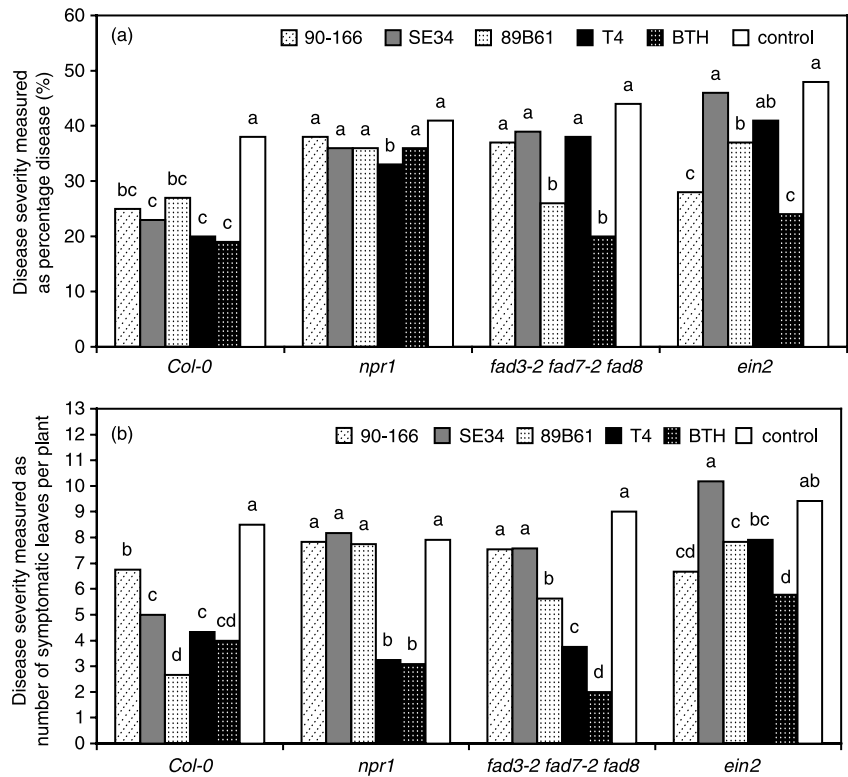 60
(a)
90-166 SE34 89B61 T4 BTH control
50
40
30
20
10
0
Disease severity measured
as percentage disease (%)
bc c bc c c a
a a a b a a
a a b a b a
c a b ab c a
Col-0 npr1 fad3-2 fad7-2 fad8 ein2
13
(b)
90-166 SE34 89B61 T4 BTH control
12
11
10
9
8
7
6
5
4
3
2
1
0
Disease severity measured as
number of symptomatic leaves per plant
b c d c cd a
a a a b b a
a a b c d a
cd a c bc d ab
Col-0 npr1 fad3-2 fad7-2 fad8 ein2